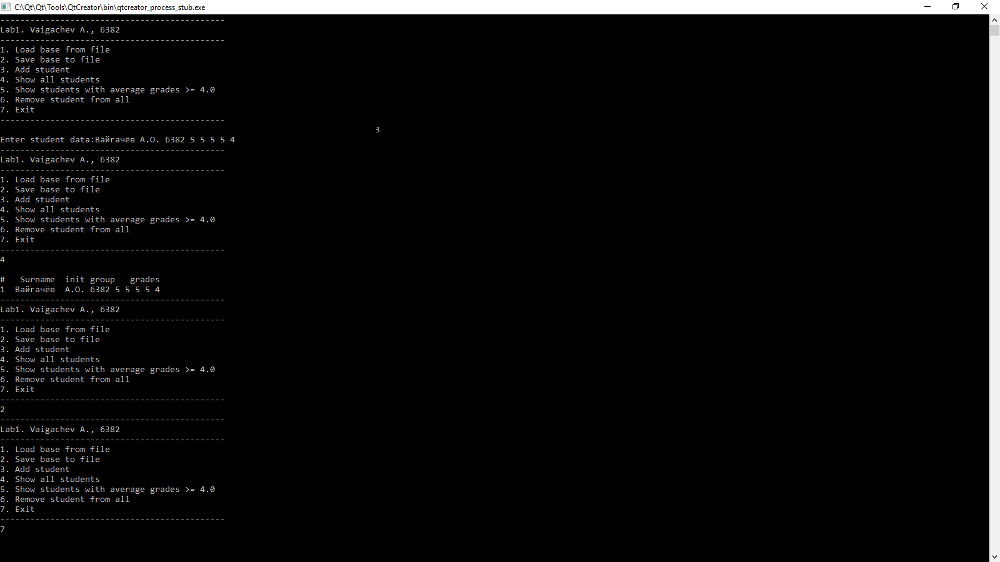 C:\Qt\Qt\Tools\QtCreator\bin\qtcreator_process_stub.exe
---------------------------------------------
Lab1. Vaigachev A., 6382
---------------------------------------------
1. Load base from file
2. Save base to file
3. Add student
4. Show all students
5. Show students with average grades >= 4.0
6. Remove student from all
7. Exit
---------------------------------------------
3
Enter student data:Вайгачёв А.О. 6382 5 5 5 5 4
---------------------------------------------
Lab1. Vaigachev A., 6382
---------------------------------------------
1. Load base from file
2. Save base to file
3. Add student
4. Show all students
5. Show students with average grades >= 4.0
6. Remove student from all
7. Exit
---------------------------------------------
4
#   Surname  init group   grades
1  Вайгачёв  А.О. 6382 5 5 5 5 4
---------------------------------------------
Lab1. Vaigachev A., 6382
---------------------------------------------
1. Load base from file
2. Save base to file
3. Add student
4. Show all students
5. Show students with average grades >= 4.0
6. Remove student from all
7. Exit
---------------------------------------------
2
---------------------------------------------
Lab1. Vaigachev A., 6382
---------------------------------------------
1. Load base from file
2. Save base to file
3. Add student
4. Show all students
5. Show students with average grades >= 4.0
6. Remove student from all
7. Exit
---------------------------------------------
7